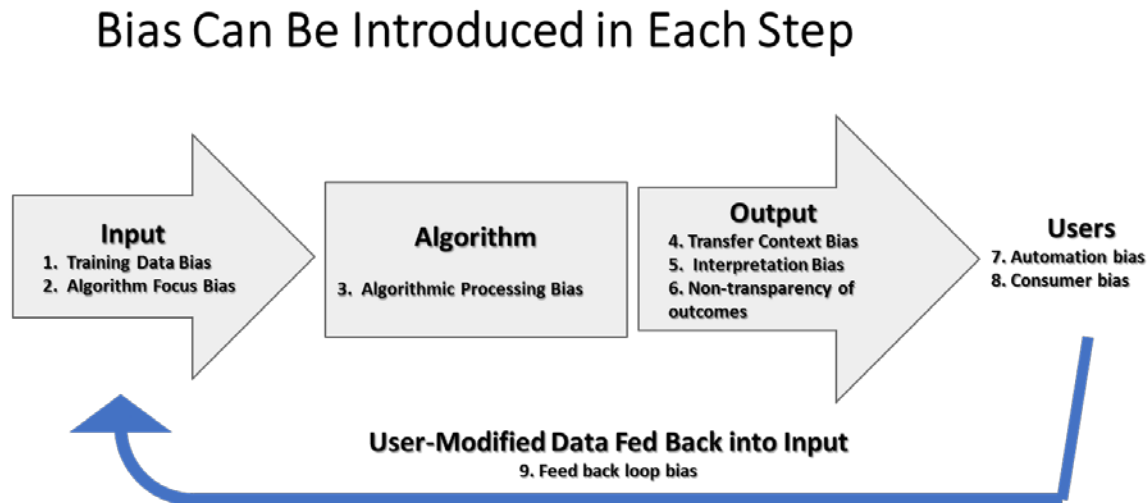 Bias Can Be Introduced in Each Step
Input
1. Training Data Bias
2. Algorithm Focus Bias
Algorithm
3. Algorithmic Processing Bias
Output
4. Transfer Context Bias
5. Interpretation Bias
6. Non-transparency of
outcomes
Users
7. Automation bias
8. Consumer bias
User-Modified Data Fed Back into Input
9. Feed back loop bias